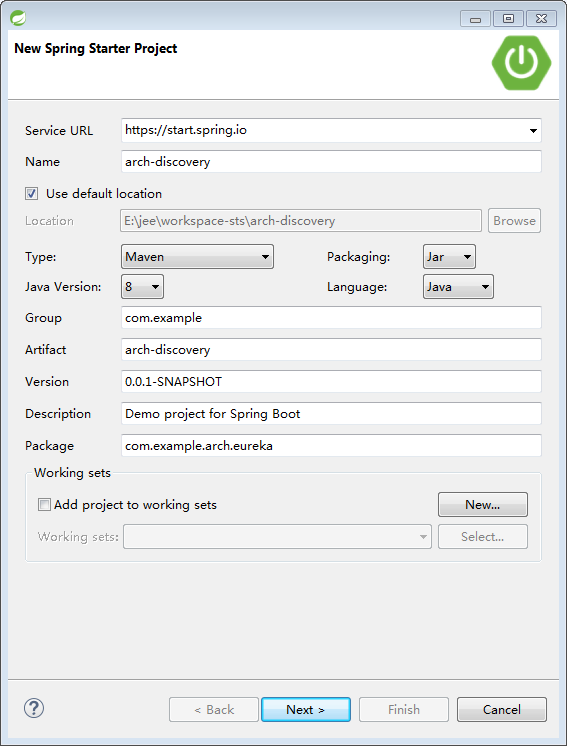 New Spring Starter Project
Service URL https://start.spring.io
Name arch-discovery
Use default location
Location E:\jee\workspace-sts\arch-discovery Browse
Type: Maven Packaging: Jar
Java Version: 8 Language: Java
Group com.example
Artifact arch-discovery
Version 0.0.1-SNAPSHOT
Description Demo project for Spring Boot
Package com.example.arch.eureka
Working sets
Add project to working sets New...
Working sets: Select...
? < Back Next > Finish Cancel